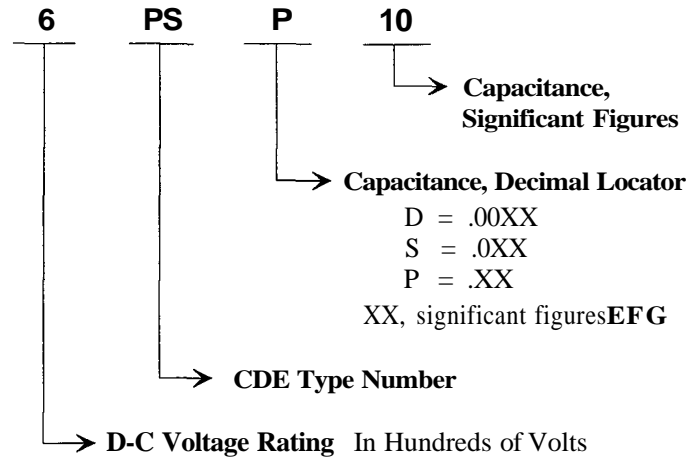 6 PS P 10
Capacitance,
Significant Figures
Capacitance, Decimal Locator
D = .00XX
S = .0XX
P = .XX
XX, significant figuresEFG
CDE Type Number
D-C Voltage Rating In Hundreds of Volts